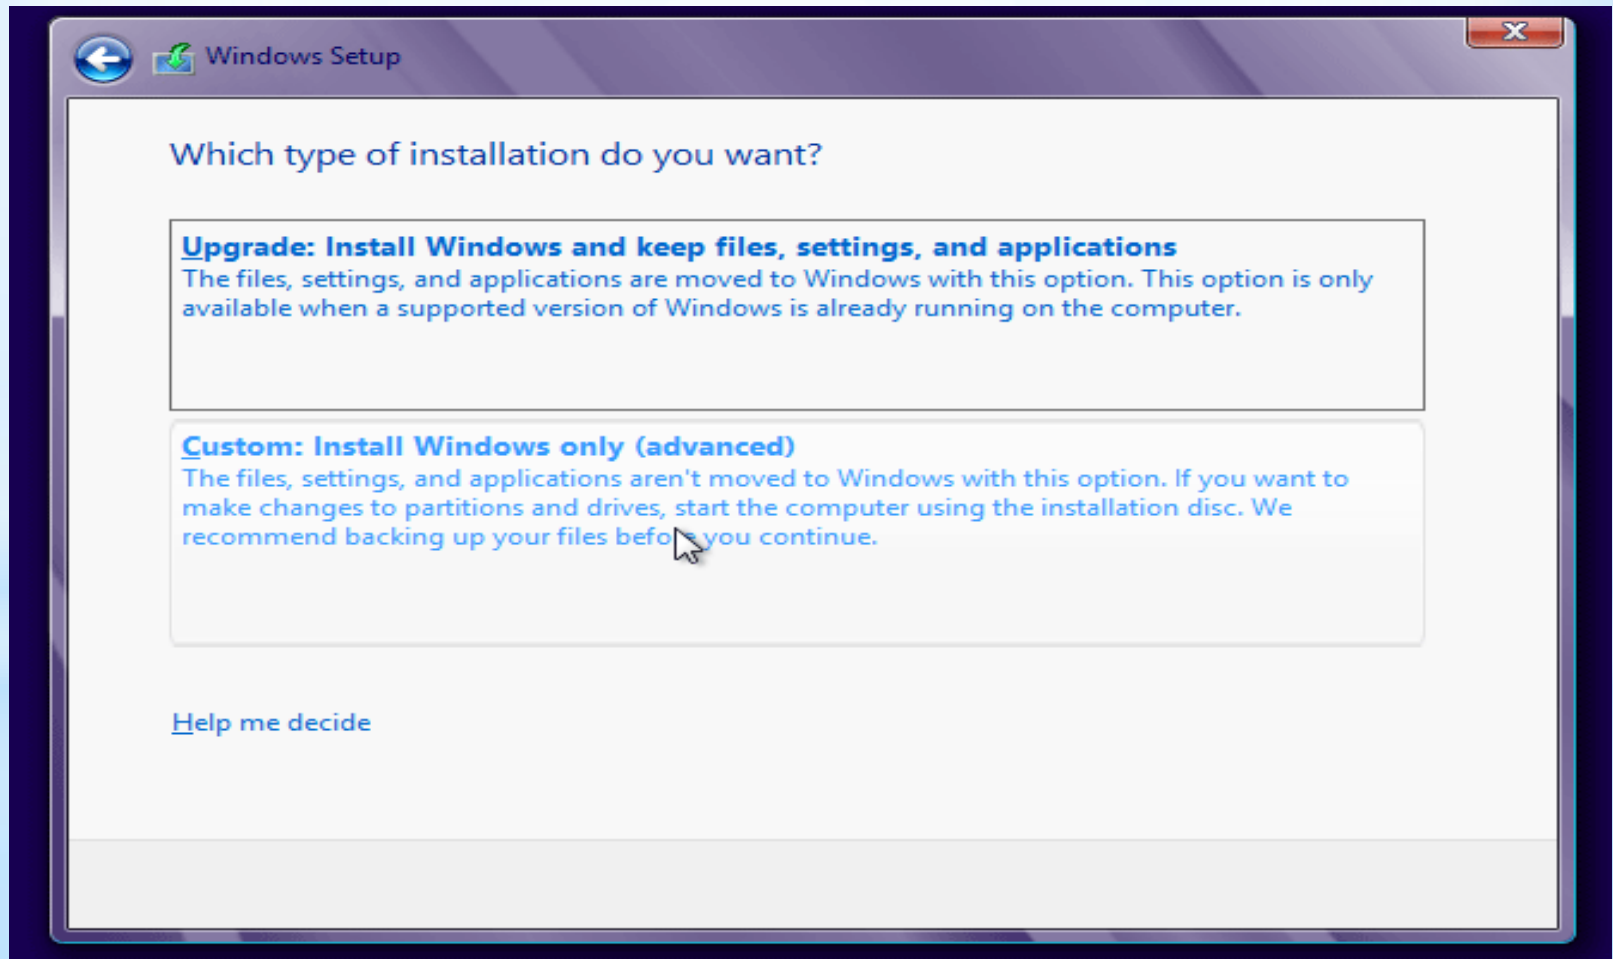 Windows Setup
Which type of installation do you want?
Upgrade: Install Windows and keep files, settings, and applications
The files, settings, and applications are moved to Windows with this option. This option is only
available when a supported version of Windows is already running on the computer.
Custom: Install Windows only (advanced)
The files, settings, and applications aren't moved to Windows with this option. If you want to
make changes to partitions and drives, start the computer using the installation disc. We
recommend backing up your files before you continue.
Help me decide